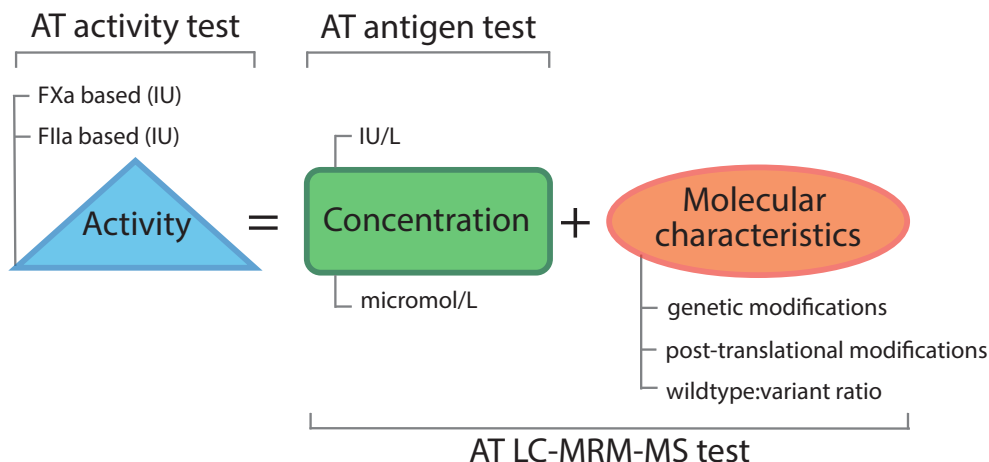 AT activity test
AT antigen test
FXa based (IU)
FIIa based (IU)
IU/L
Activity
=
Concentration
+
Molecular
characteristics
micromol/L
genetic modifications
post-translational modifications
wildtype:variant ratio
AT LC-MRM-MS test